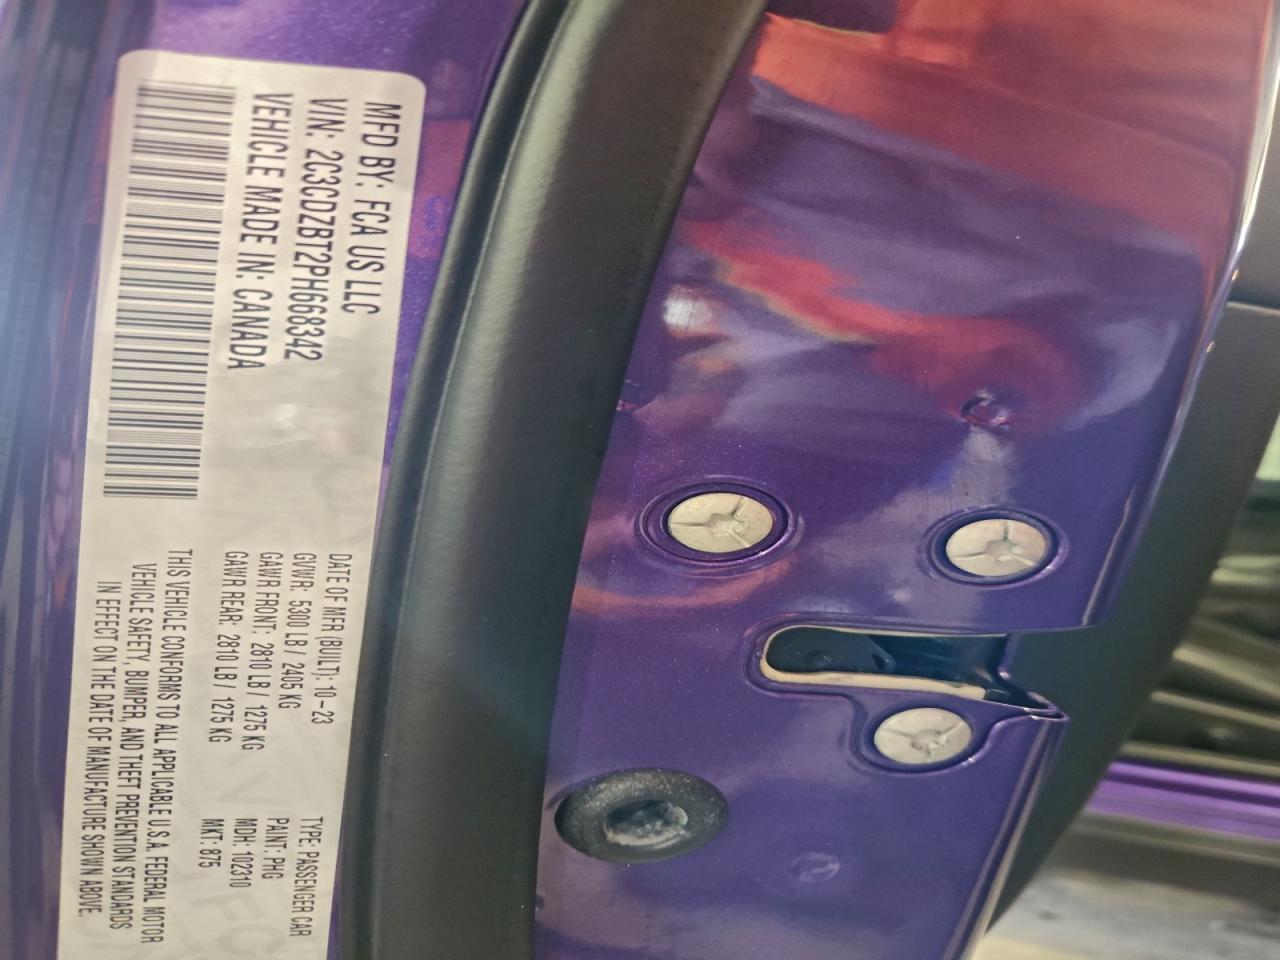 MFD BY: FCA US LLC
VIN: 2C3CDZBT2PH668342
VEHICLE MADE IN: CANADA
DATE OF MFR (BUILT): 10-23
GVWR: 5300 LB / 2405 KG
GAWR FRONT: 2810 LB / 1275 KG
GAWR REAR: 2810 LB / 1275 KG
TYPE: PASSENGER CAR
PAINT: PHG
MDH: 102310
MKT: 875
THIS VEHICLE CONFORMS TO ALL APPLICABLE U.S.A. FEDERAL MOTOR
VEHICLE SAFETY, BUMPER, AND THEFT PREVENTION STANDARDS
IN EFFECT ON THE DATE OF MANUFACTURE SHOWN ABOVE.